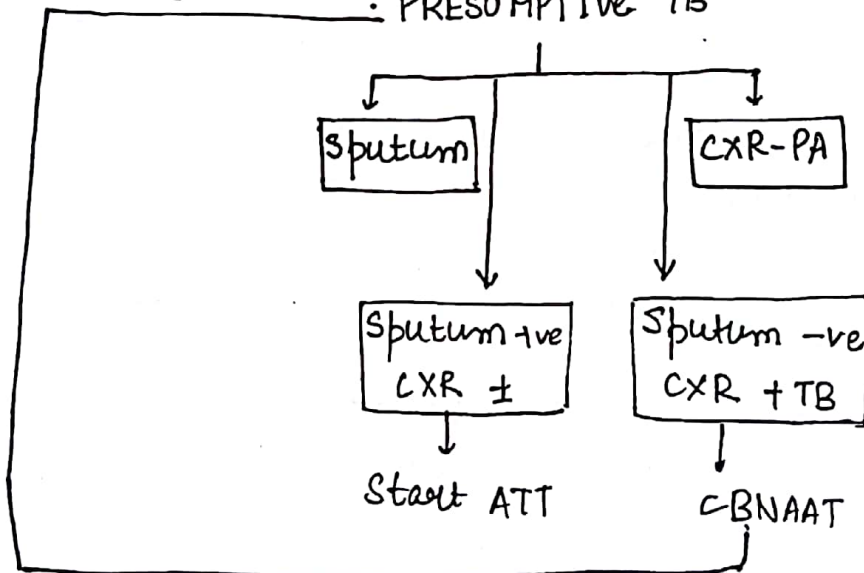 : PRESUMPTIVE TB
Sputum
CXR-PA
Sputum +ve
CXR ±
Sputum -ve
CXR + TB
Start ATT
CBNAAT